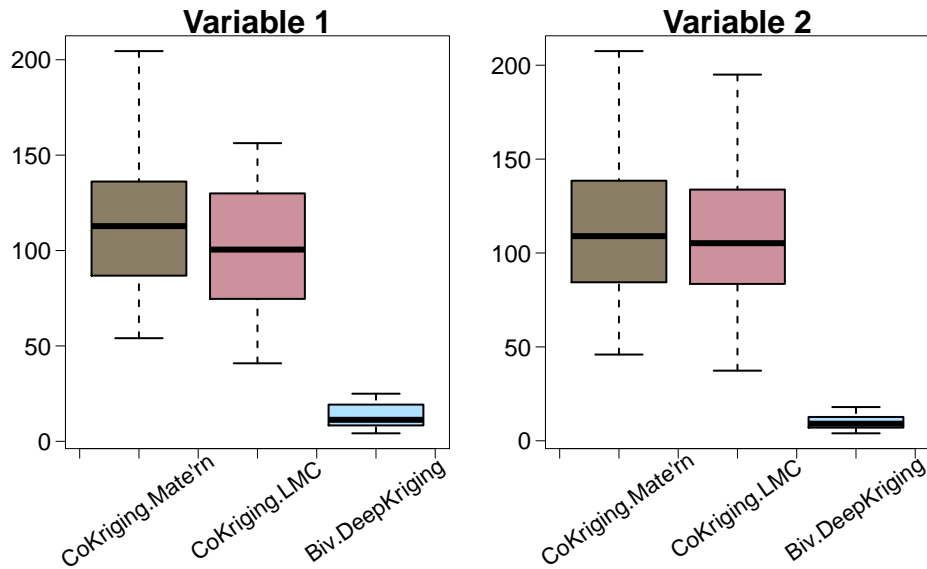 Variable 1
200
150
100
50
0
CoKriging.Mate'rn
CoKriging.LMC
Biv.DeepKriging
Variable 2
200
150
100
50
0
CoKriging.Mate'rn
CoKriging.LMC
Biv.DeepKriging